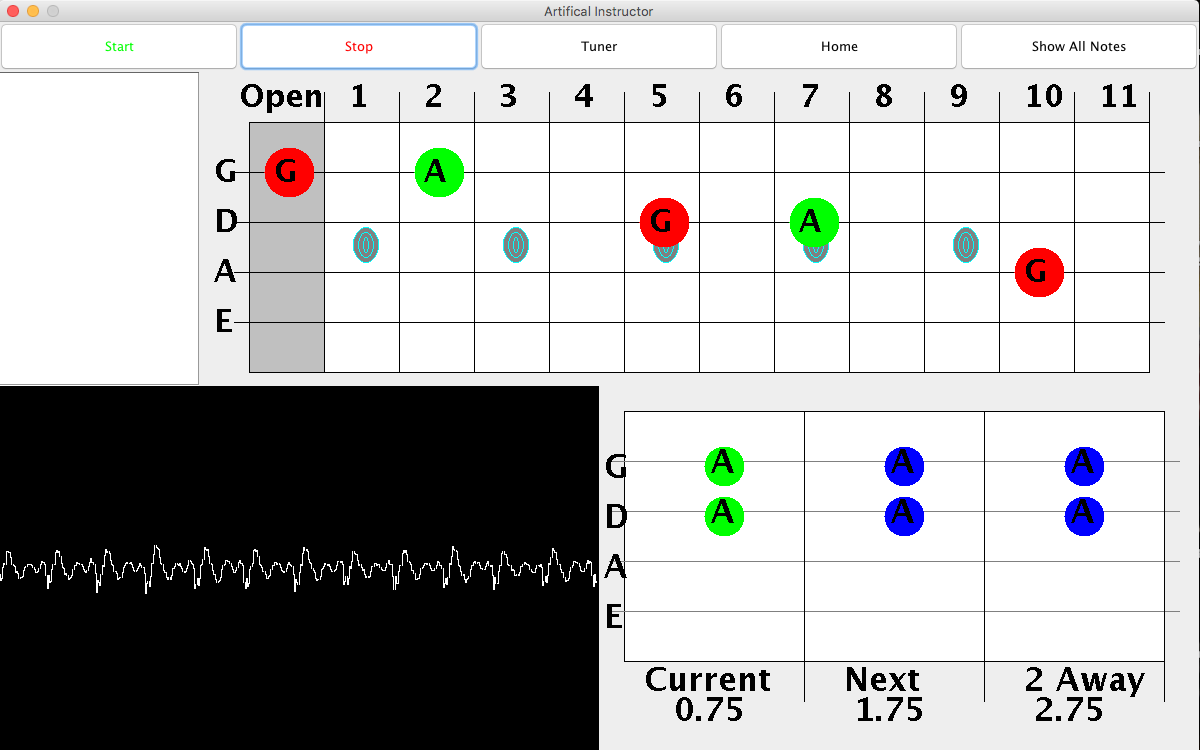 Artifical Instructor
Start Stop Tuner Home Show All Notes
Open 1 2 3 4 5 6 7 8 9 10 11
G G A
D G A
A G
E
G A A A
D A A A
A
E
Current Next 2 Away
0.75 1.75 2.75